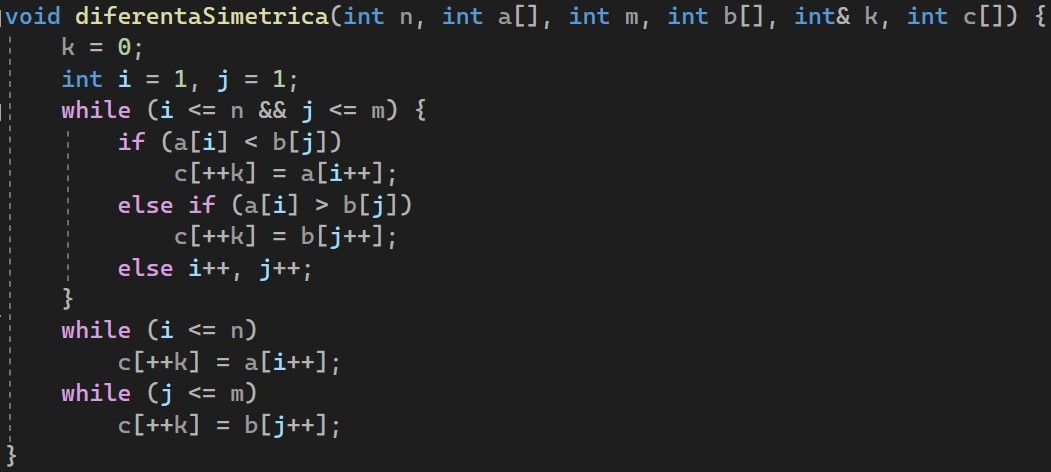 void diferentaSimetrica(int n, int a[], int m, int b[], int& k, int c[]) {
    k = 0;
    int i = 1, j = 1;
    while (i <= n && j <= m) {
        if (a[i] < b[j])
            c[++k] = a[i++];
        else if (a[i] > b[j])
            c[++k] = b[j++];
        else i++, j++;
    }
    while (i <= n)
        c[++k] = a[i++];
    while (j <= m)
        c[++k] = b[j++];
}